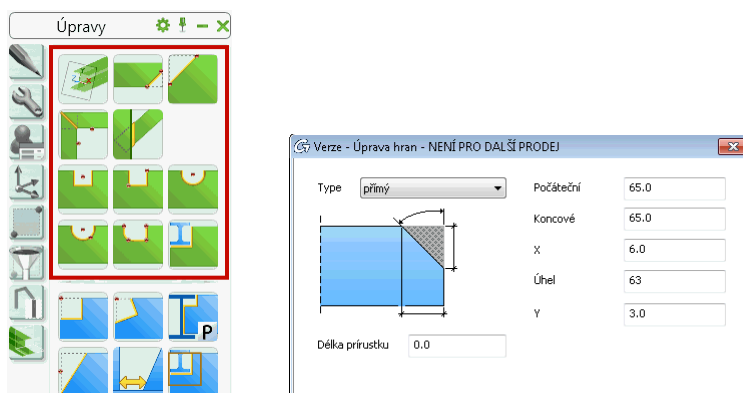 Úpravy
P
Verze - Úprava hran - NENÍ PRO DALŠÍ PRODEJ
Type přímý
Počáteční 65.0
Koncové 65.0
X 6.0
Úhel 63
Y 3.0
Délka prírustku 0.0